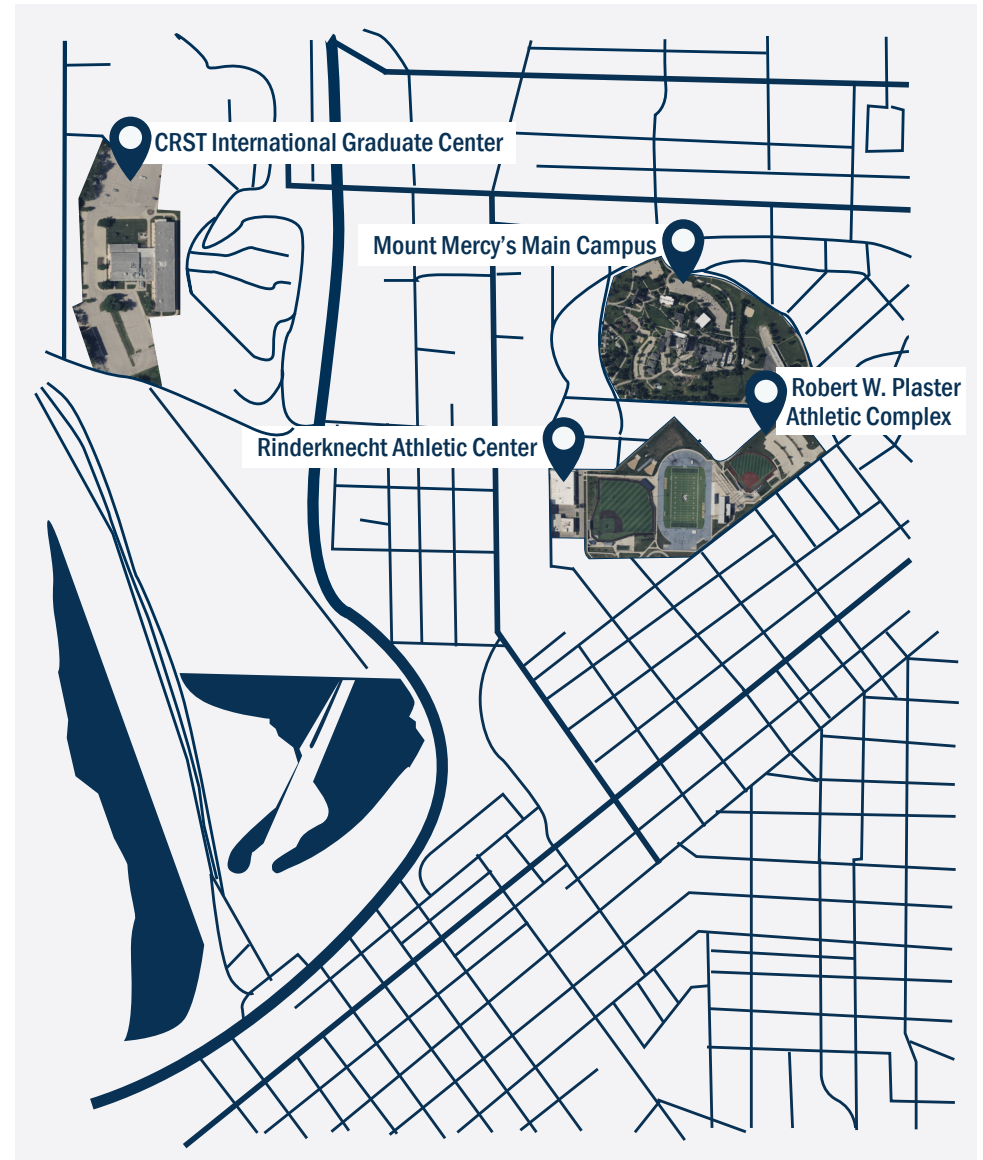 CRST International Graduate Center
Mount Mercy’s Main Campus
Robert W. Plaster
Athletic Complex
Rinderknecht Athletic Center